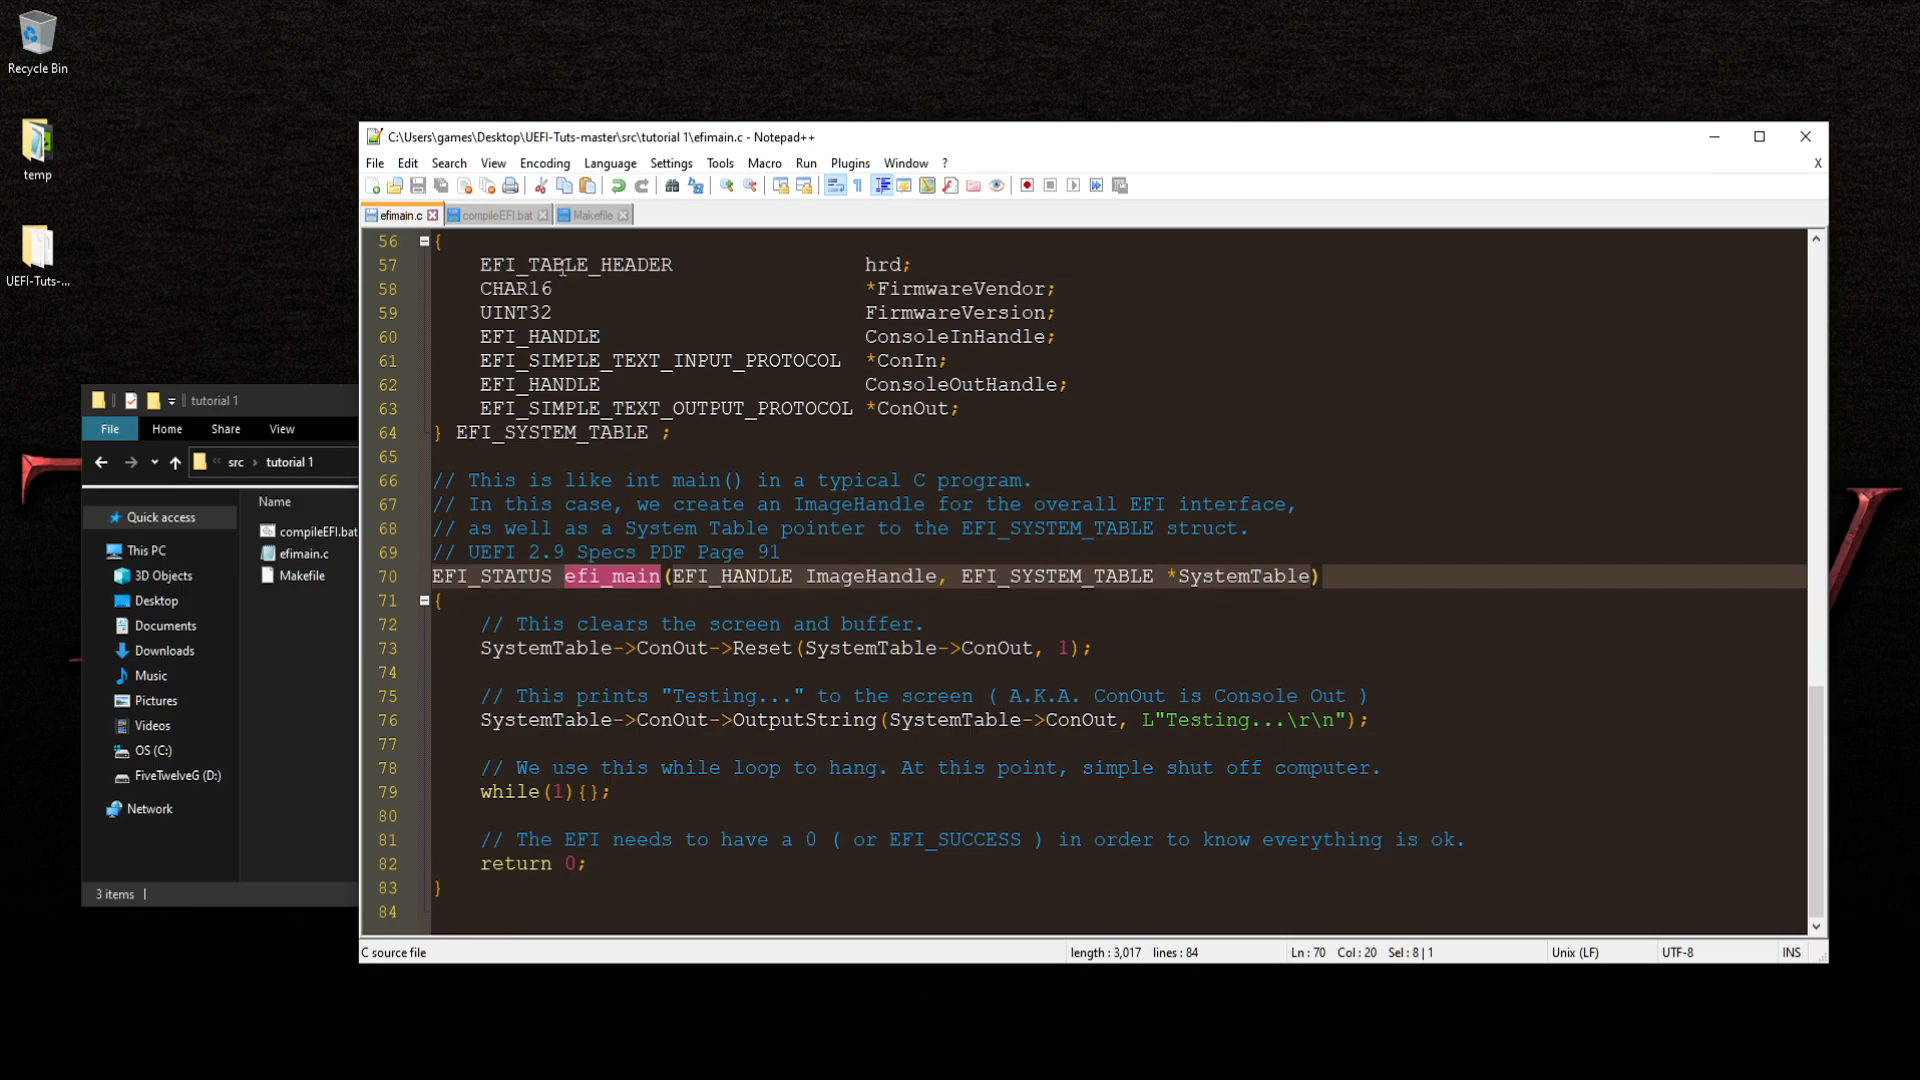 Recycle Bin
temp
UEFI-Tuts-...
C:\Users\games\Desktop\UEFI-Tuts-master\src\tutorial 1\efimain.c - Notepad++
File Edit Search View Encoding Language Settings Tools Macro Run Plugins Window ? X
efimain.c compileEFI.bat Makefile
56 {
57 EFI_TABLE_HEADER hrd;
58 CHAR16 *FirmwareVendor;
59 UINT32 FirmwareVersion;
60 EFI_HANDLE ConsoleInHandle;
61 EFI_SIMPLE_TEXT_INPUT_PROTOCOL *ConIn;
62 EFI_HANDLE ConsoleOutHandle;
63 EFI_SIMPLE_TEXT_OUTPUT_PROTOCOL *ConOut;
64 } EFI_SYSTEM_TABLE ;
65
66 // This is like int main() in a typical C program.
67 // In this case, we create an ImageHandle for the overall EFI interface,
68 // as well as a System Table pointer to the EFI_SYSTEM_TABLE struct.
69 // UEFI 2.9 Specs PDF Page 91
70 EFI_STATUS efi_main(EFI_HANDLE ImageHandle, EFI_SYSTEM_TABLE *SystemTable)
71 {
72 // This clears the screen and buffer.
73 SystemTable->ConOut->Reset(SystemTable->ConOut, 1);
74
75 // This prints "Testing..." to the screen ( A.K.A. ConOut is Console Out )
76 SystemTable->ConOut->OutputString(SystemTable->ConOut, L"Testing...\r\n");
77
78 // We use this while loop to hang. At this point, simple shut off computer.
79 while(1){};
80
81 // The EFI needs to have a 0 ( or EFI_SUCCESS ) in order to know everything is ok.
82 return 0;
83 }
84
C source file length : 3,017 lines : 84 Ln : 70 Col : 20 Sel : 8 | 1 Unix (LF) UTF-8 INS
tutorial 1
File Home Share View
« src › tutorial 1
Name
Quick access
This PC
3D Objects
Desktop
Documents
Downloads
Music
Pictures
Videos
OS (C:)
FiveTwelveG (D:)
Network
compileEFI.bat
efimain.c
Makefile
3 items